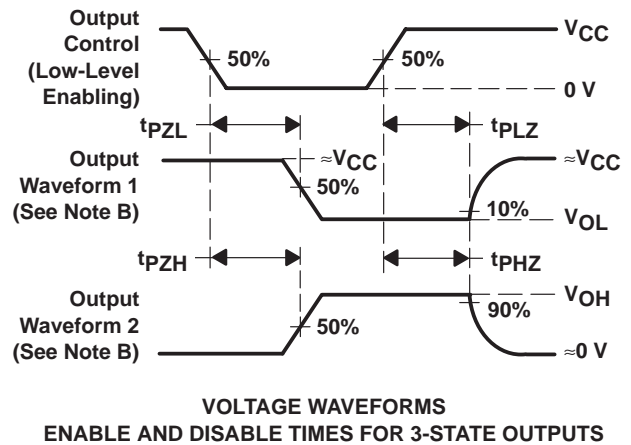 Output
Control
(Low-Level
Enabling)
50%
50%
VCC
0 V
tPZL
tPLZ
Output
Waveform 1
(See Note B)
≈VCC
50%
≈VCC
10%
VOL
tPZH
tPHZ
Output
Waveform 2
(See Note B)
50%
VOH
90%
≈0 V
VOLTAGE WAVEFORMS
ENABLE AND DISABLE TIMES FOR 3-STATE OUTPUTS